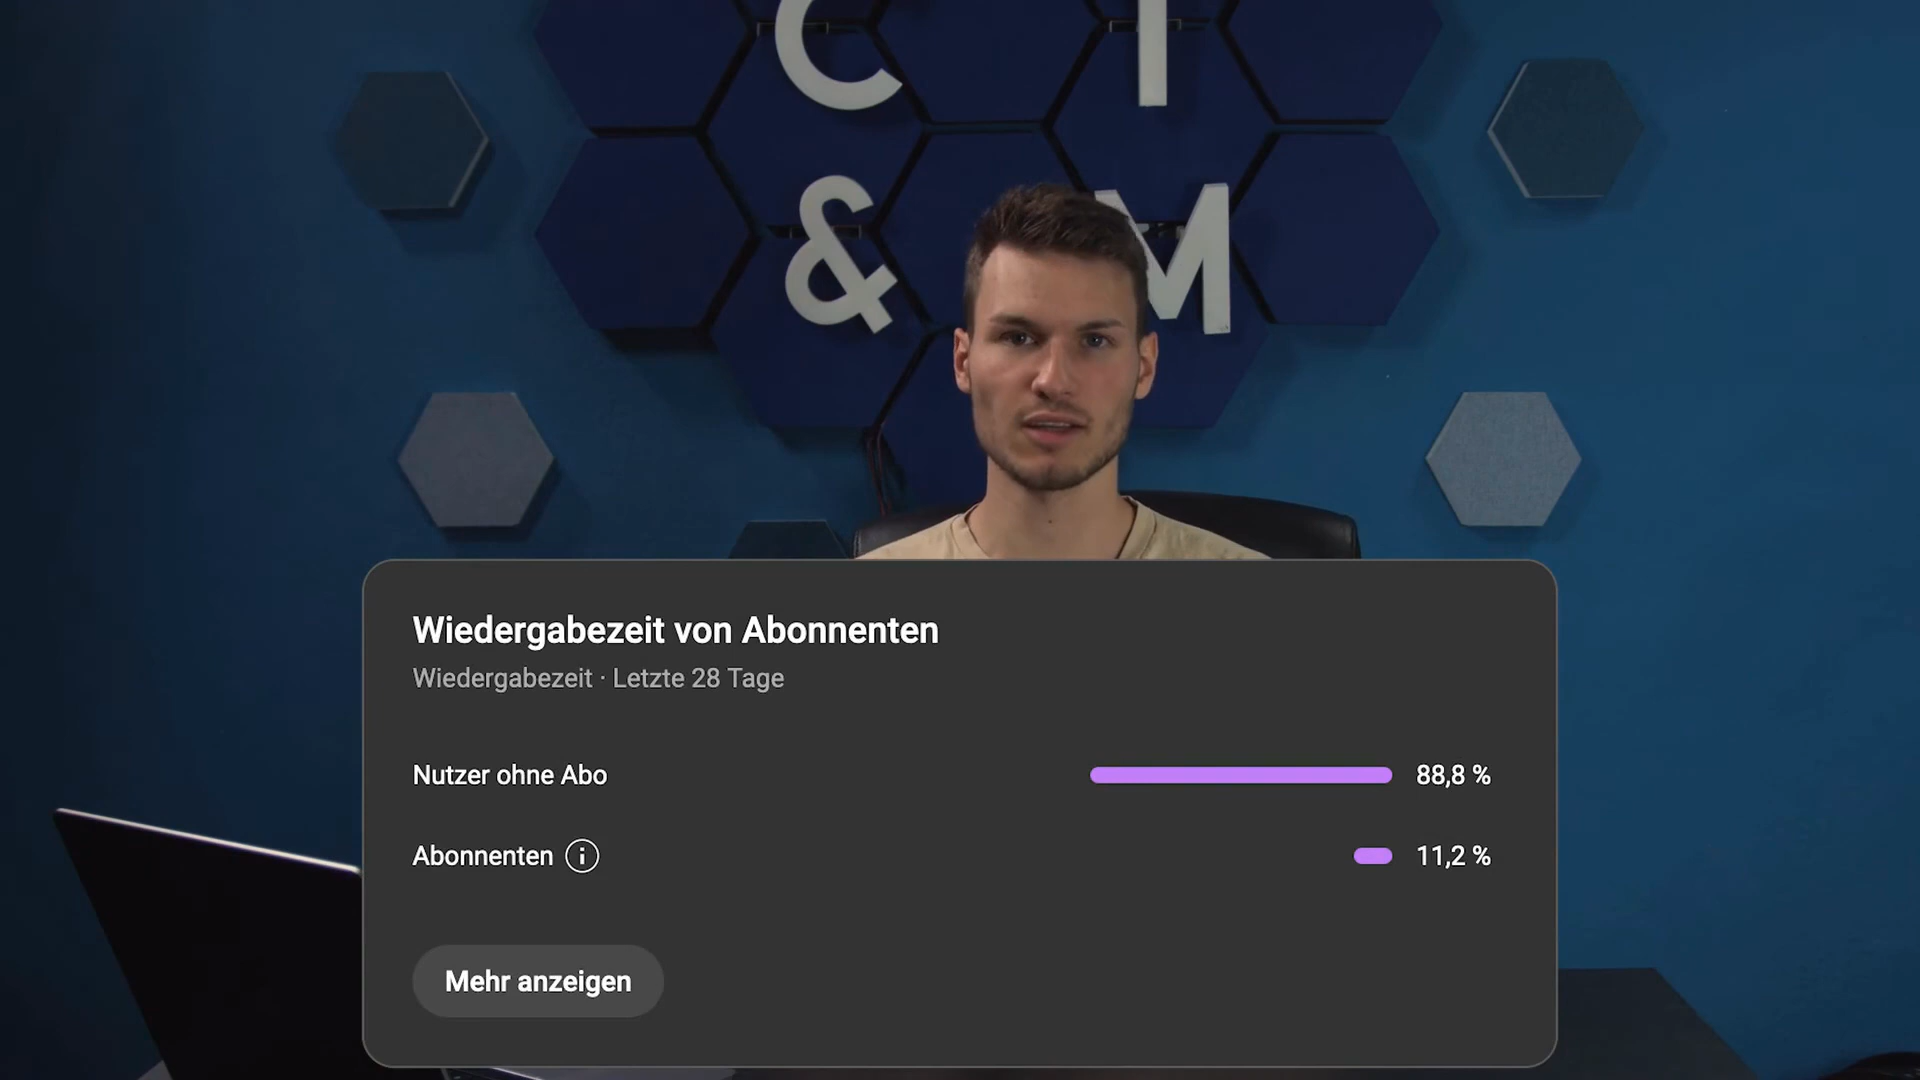 C I
& M
Wiedergabezeit von Abonnenten
Wiedergabezeit · Letzte 28 Tage
Nutzer ohne Abo 88,8 %
Abonnenten 11,2 %
Mehr anzeigen